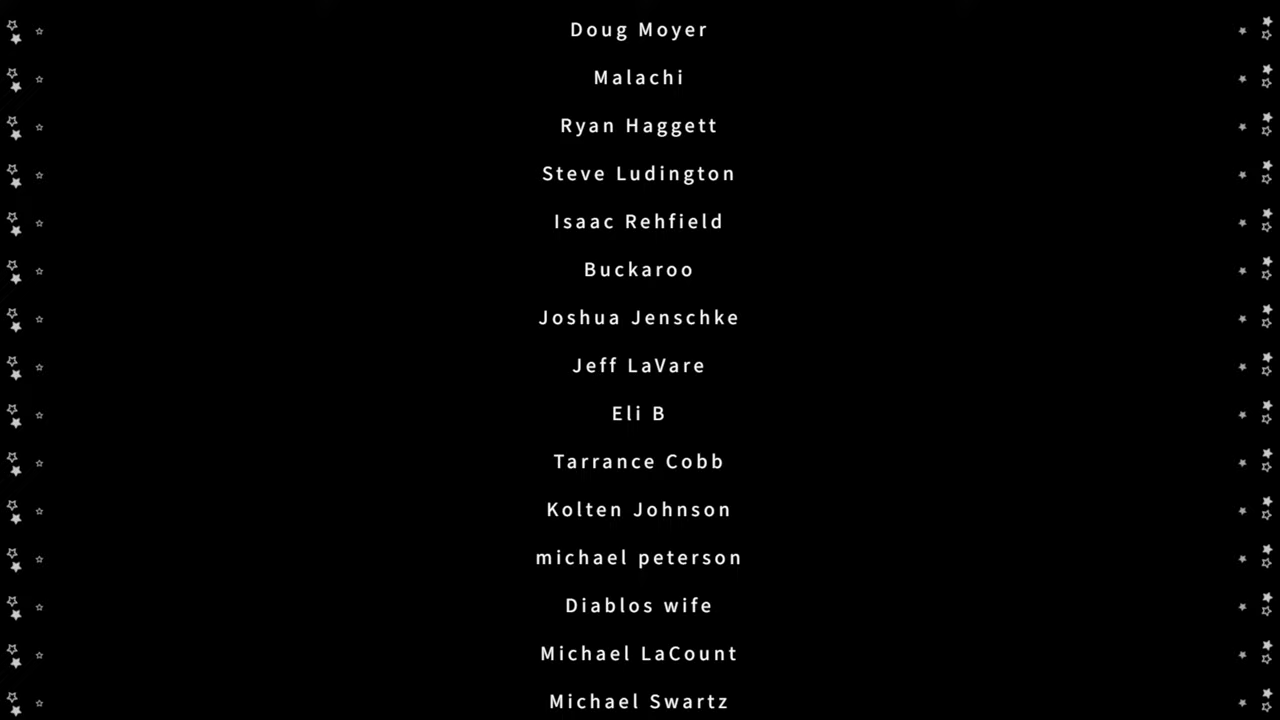 Doug Moyer
Malachi
Ryan Haggett
Steve Ludington
Isaac Rehfield
Buckaroo
Joshua Jenschke
Jeff LaVare
Eli B
Tarrance Cobb
Kolten Johnson
michael peterson
Diablos wife
Michael LaCount
Michael Swartz